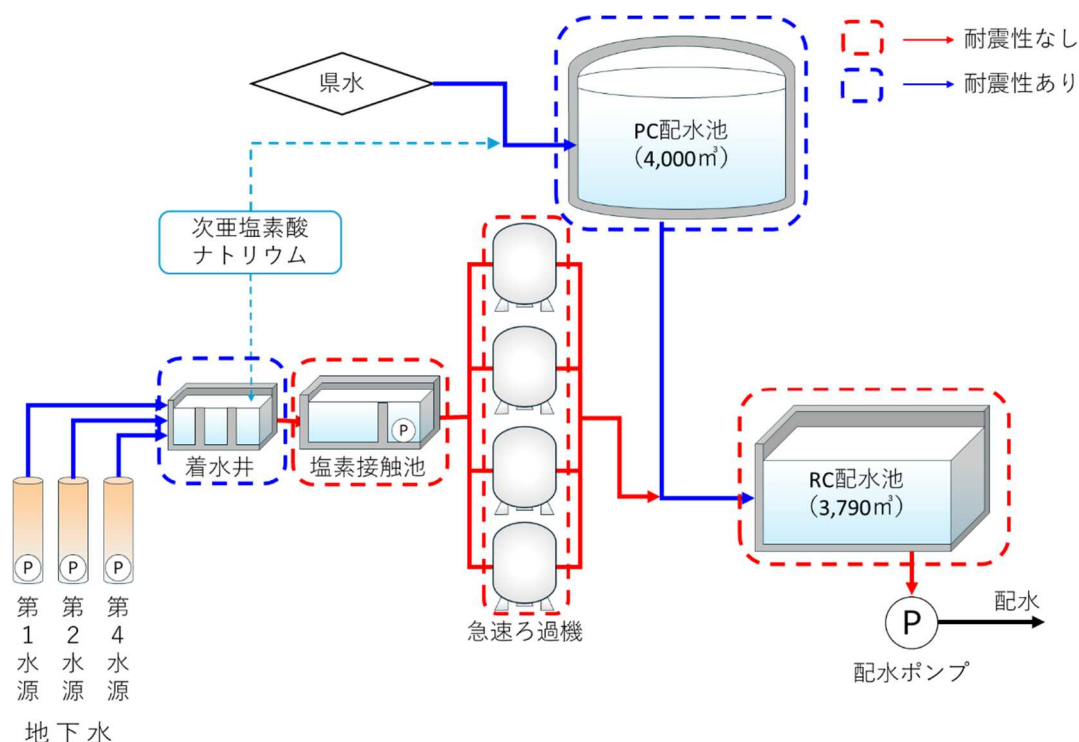 耐震性なし
耐震性あり
県水
PC配水池
（4,000㎥）
次亜塩素酸
ナトリウム
着水井
P
塩素接触池
急速ろ過機
RC配水池
（3,790㎥）
P
配水
配水ポンプ
P
P
P
第1水源
第2水源
第4水源
地下水